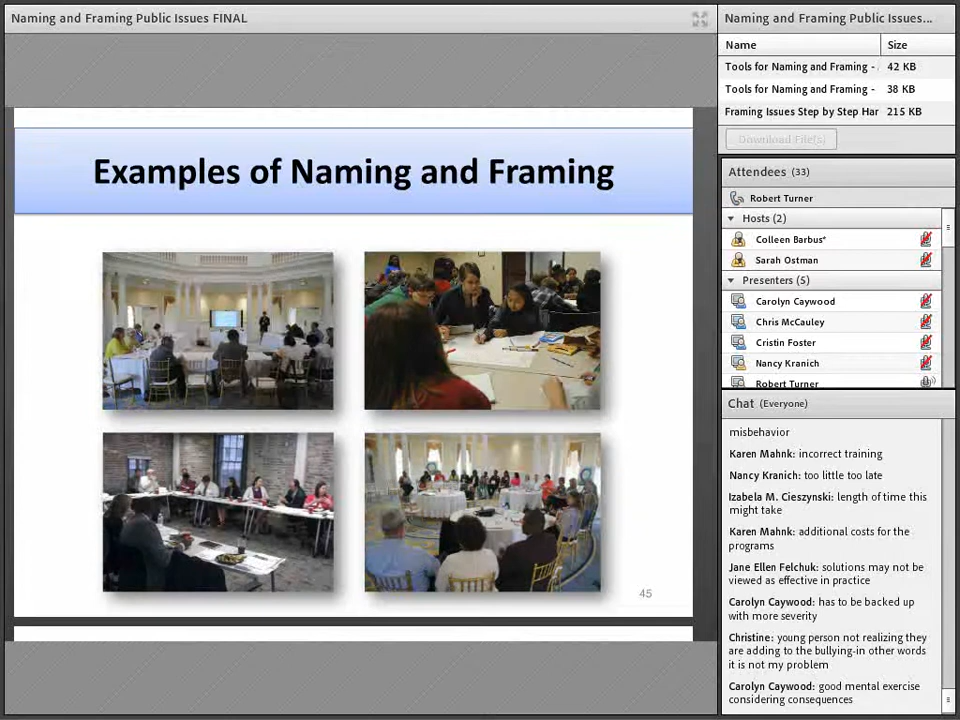 Naming and Framing Public Issues FINAL
Examples of Naming and Framing
45
Naming and Framing Public Issues...
Name Size
Tools for Naming and Framing - 42 KB
Tools for Naming and Framing - 38 KB
Framing Issues Step by Step Har 215 KB
Download File(s)
Attendees (33)
Robert Turner
Hosts (2)
Colleen Barbus*
Sarah Ostman
Presenters (5)
Carolyn Caywood
Chris McCauley
Cristin Foster
Nancy Kranich
Robert Turner
Chat (Everyone)
misbehavior
Karen Mahnk: incorrect training
Nancy Kranich: too little too late
Izabela M. Cieszynski: length of time this
might take
Karen Mahnk: additional costs for the
programs
Jane Ellen Felchuk: solutions may not be
viewed as effective in practice
Carolyn Caywood: has to be backed up
with more severity
Christine: young person not realizing they
are adding to the bullying-in other words
it is not my problem
Carolyn Caywood: good mental exercise
considering consequences